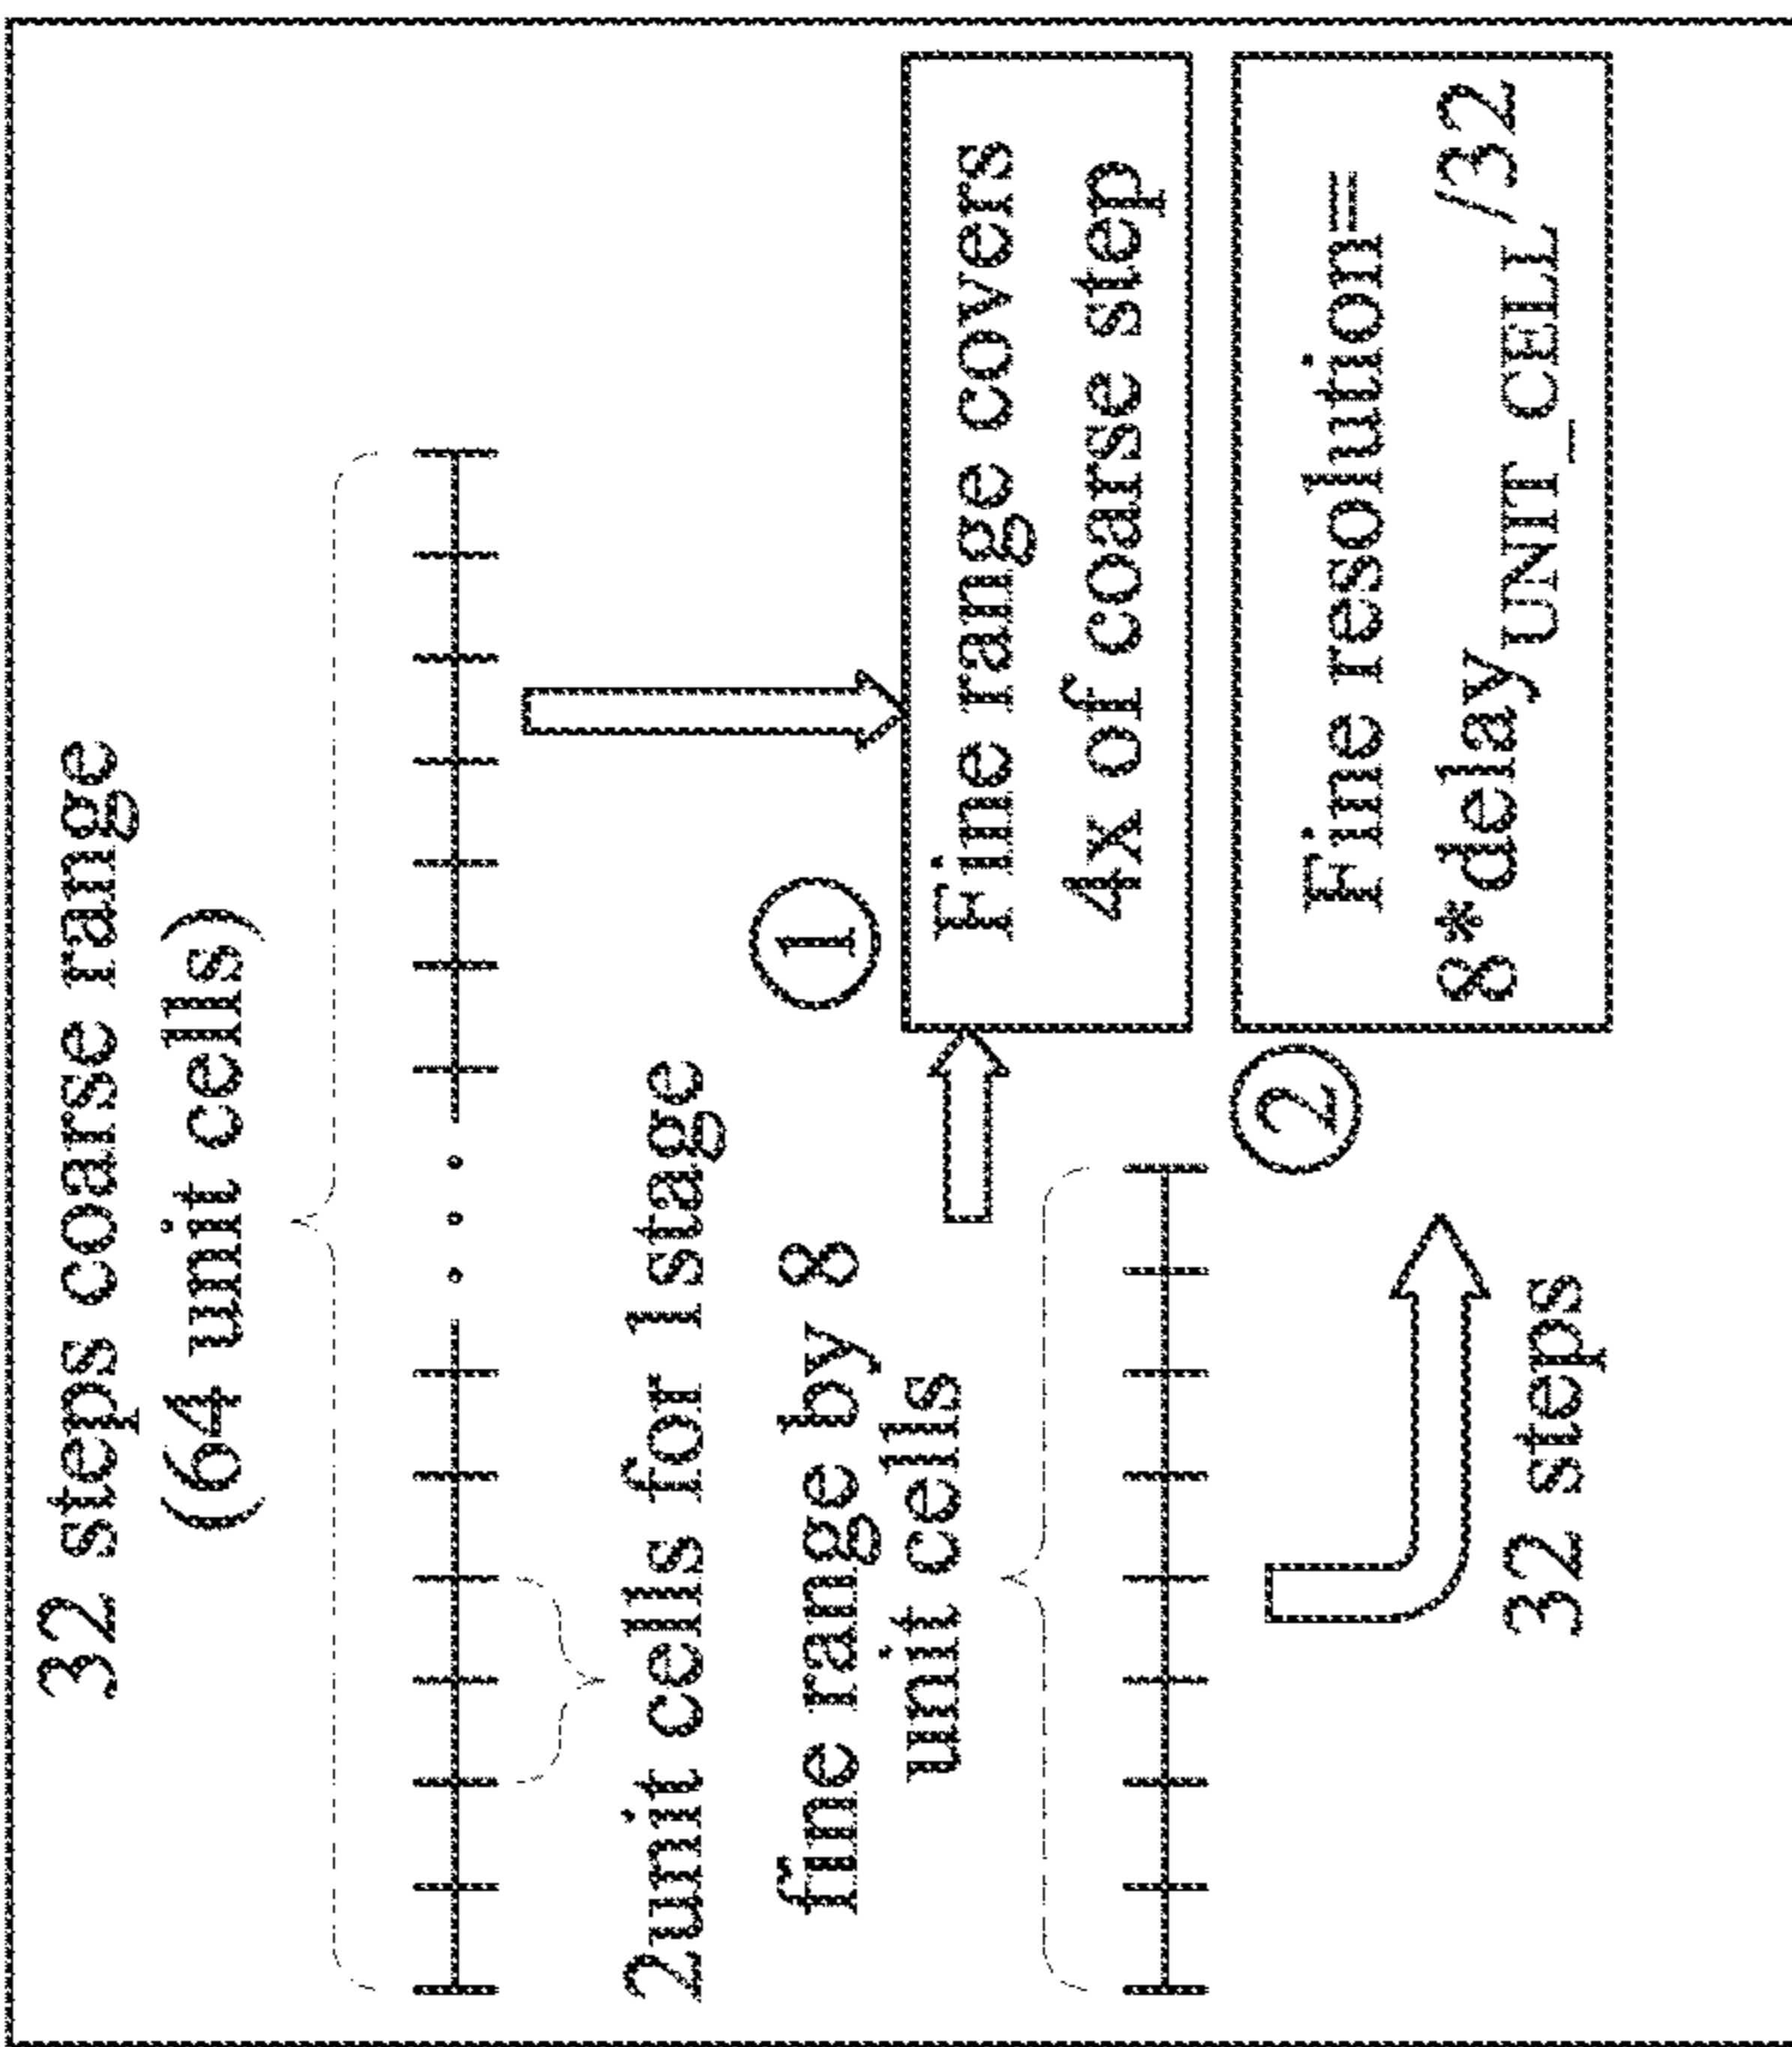 32 steps coarse range
(64 unit cells)
2unit cells for 1stage
fine range by 8
unit cells
1
Fine range covers
4x of coarse step
32 steps
2
Fine resolution=
8*delayUNIT_CELL/32